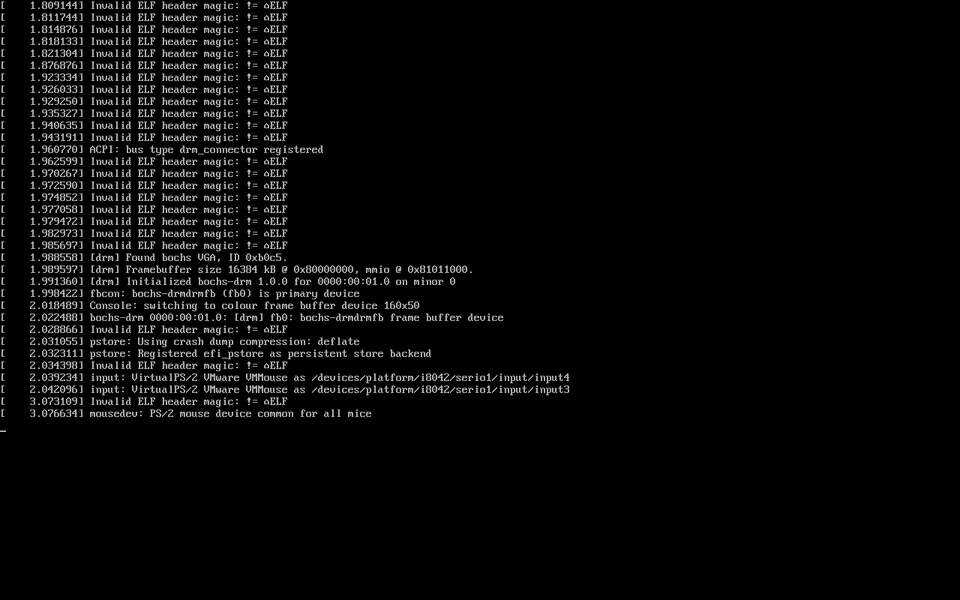 [    1.809144] Invalid ELF header magic: != ⌂ELF
[    1.811744] Invalid ELF header magic: != ⌂ELF
[    1.814876] Invalid ELF header magic: != ⌂ELF
[    1.818133] Invalid ELF header magic: != ⌂ELF
[    1.821304] Invalid ELF header magic: != ⌂ELF
[    1.876876] Invalid ELF header magic: != ⌂ELF
[    1.923334] Invalid ELF header magic: != ⌂ELF
[    1.926033] Invalid ELF header magic: != ⌂ELF
[    1.929250] Invalid ELF header magic: != ⌂ELF
[    1.935327] Invalid ELF header magic: != ⌂ELF
[    1.940635] Invalid ELF header magic: != ⌂ELF
[    1.943191] Invalid ELF header magic: != ⌂ELF
[    1.960770] ACPI: bus type drm_connector registered
[    1.962599] Invalid ELF header magic: != ⌂ELF
[    1.970267] Invalid ELF header magic: != ⌂ELF
[    1.972590] Invalid ELF header magic: != ⌂ELF
[    1.974852] Invalid ELF header magic: != ⌂ELF
[    1.977058] Invalid ELF header magic: != ⌂ELF
[    1.979472] Invalid ELF header magic: != ⌂ELF
[    1.982973] Invalid ELF header magic: != ⌂ELF
[    1.985697] Invalid ELF header magic: != ⌂ELF
[    1.988558] [drm] Found bochs VGA, ID 0xb0c5.
[    1.989597] [drm] Framebuffer size 16384 kB @ 0x80000000, mmio @ 0x81011000.
[    1.991360] [drm] Initialized bochs-drm 1.0.0 for 0000:00:01.0 on minor 0
[    1.998422] fbcon: bochs-drmdrmfb (fb0) is primary device
[    2.018489] Console: switching to colour frame buffer device 160x50
[    2.022488] bochs-drm 0000:00:01.0: [drm] fb0: bochs-drmdrmfb frame buffer device
[    2.028866] Invalid ELF header magic: != ⌂ELF
[    2.031055] pstore: Using crash dump compression: deflate
[    2.032311] pstore: Registered efi_pstore as persistent store backend
[    2.034398] Invalid ELF header magic: != ⌂ELF
[    2.039234] input: VirtualPS/2 VMware VMMouse as /devices/platform/i8042/serio1/input/input4
[    2.042096] input: VirtualPS/2 VMware VMMouse as /devices/platform/i8042/serio1/input/input3
[    3.073109] Invalid ELF header magic: != ⌂ELF
[    3.076634] mousedev: PS/2 mouse device common for all mice